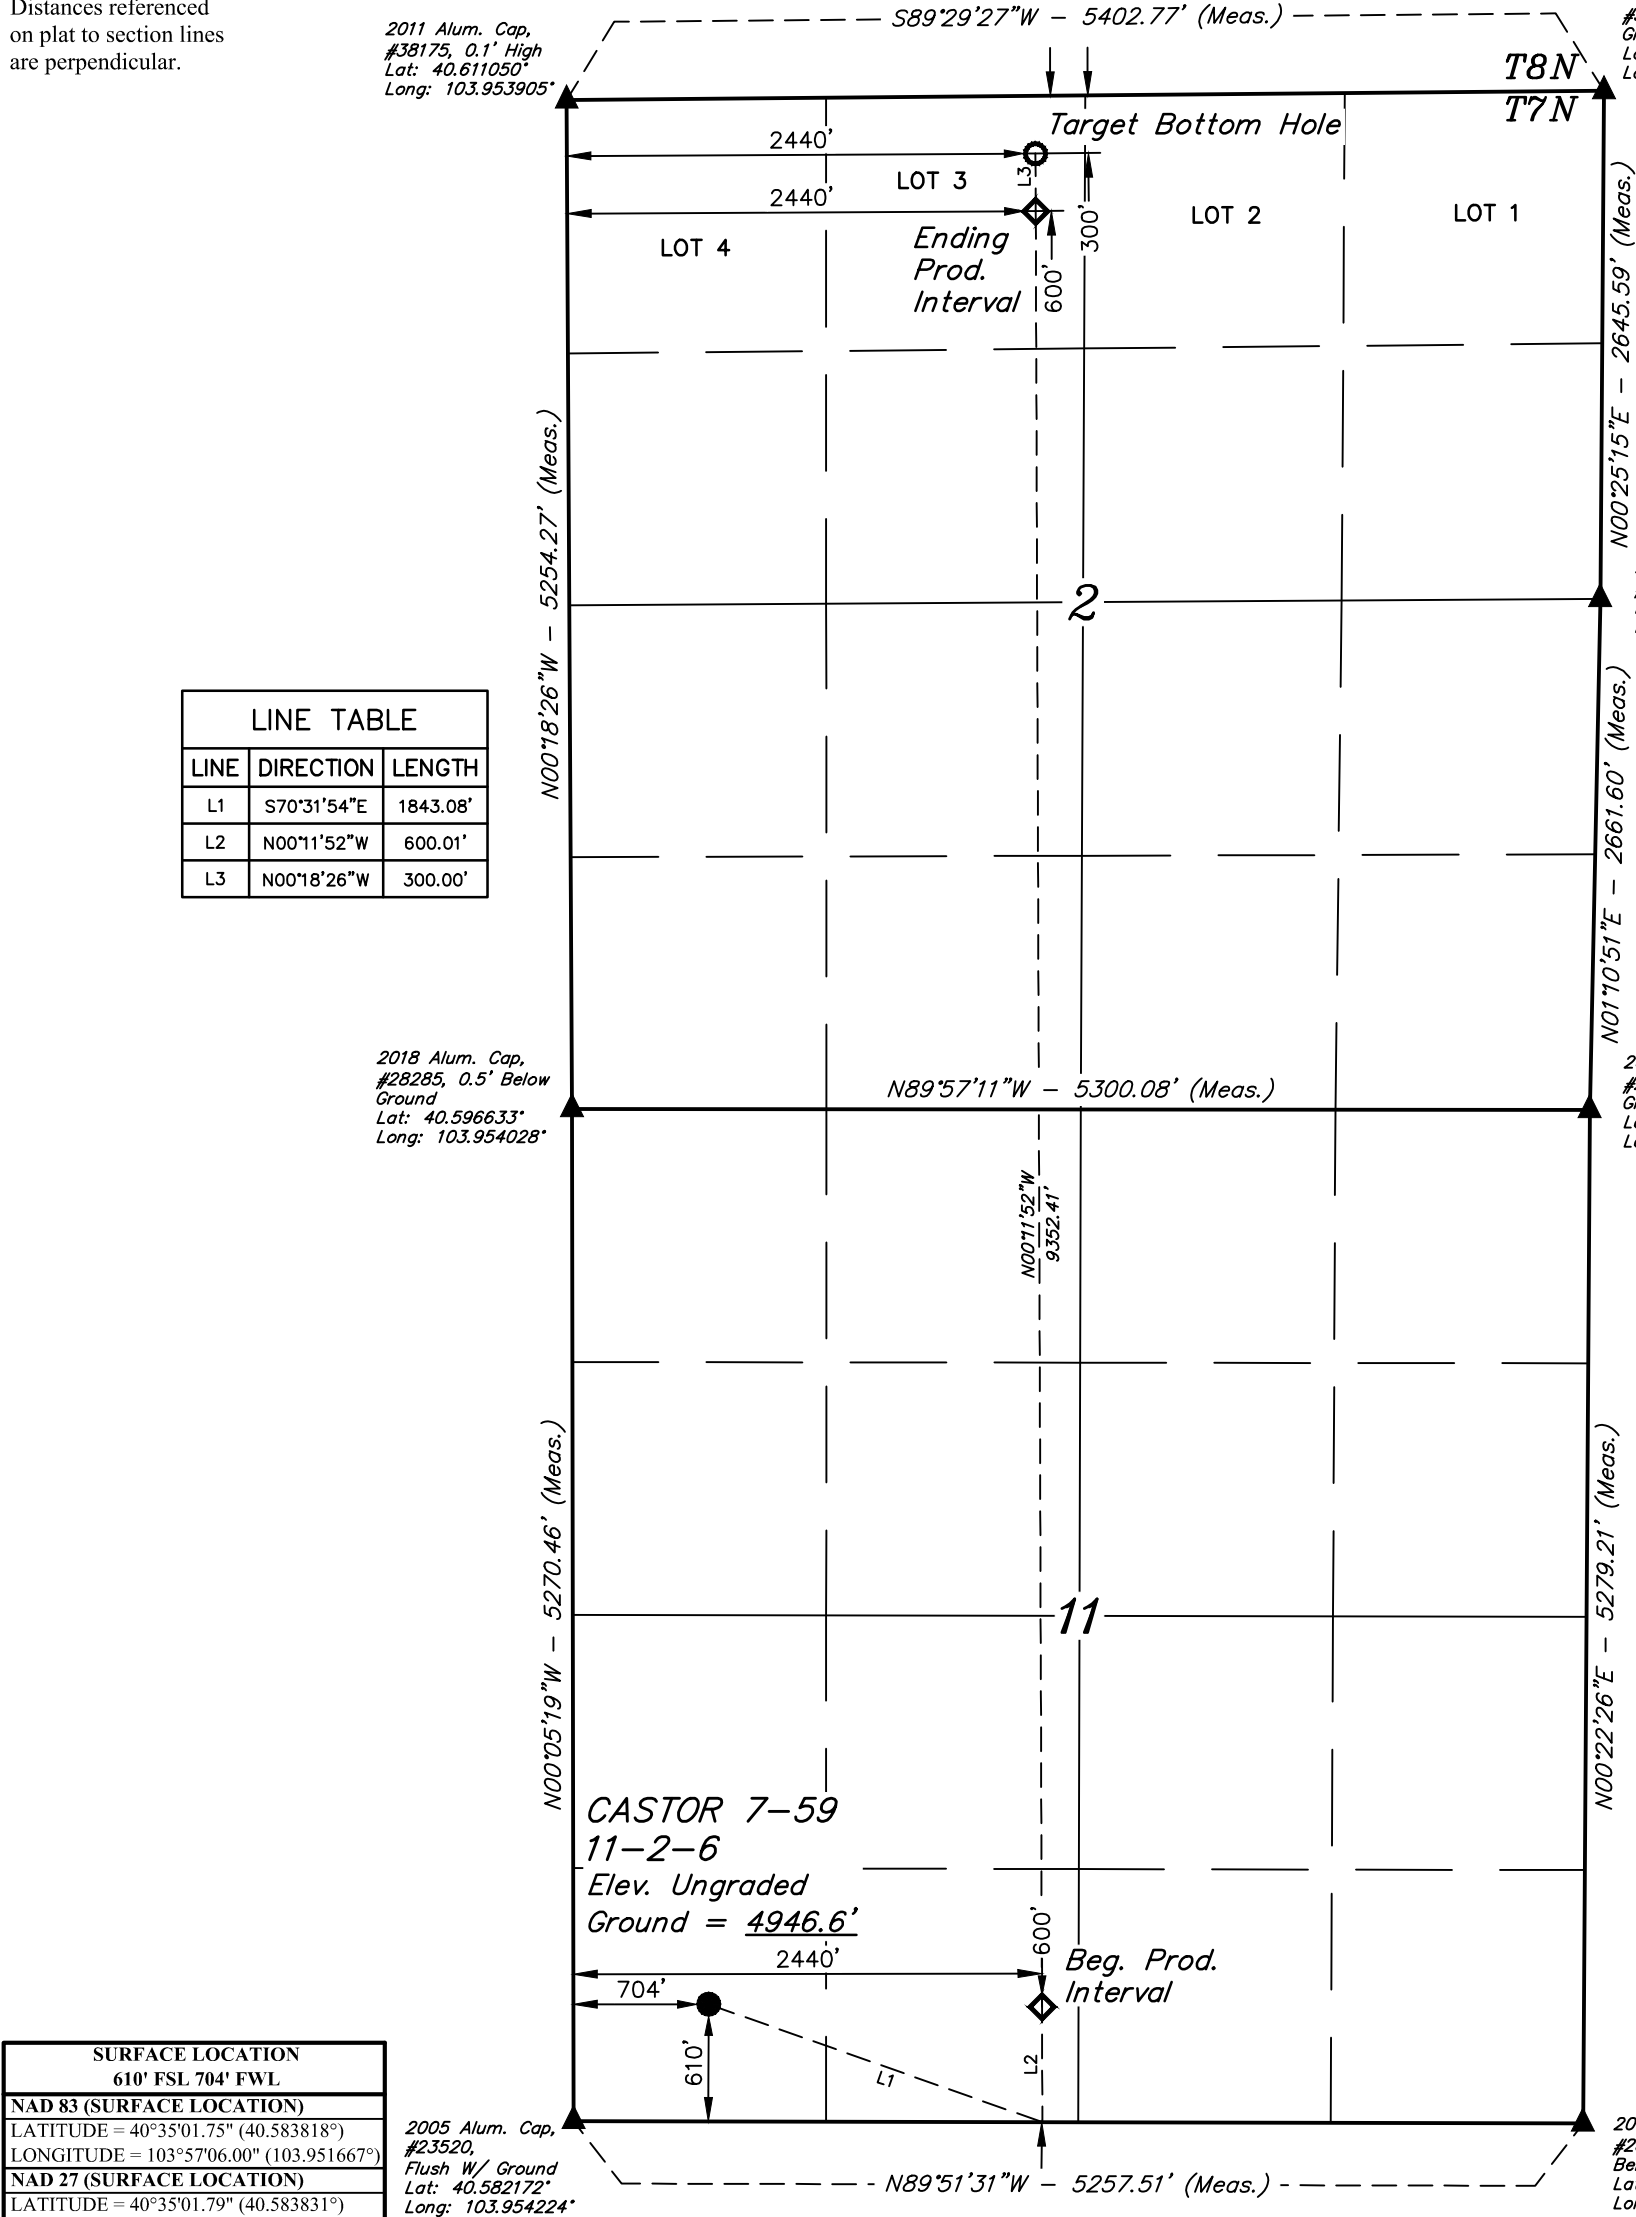 Distances referenced
on plat to section lines
are perpendicular.
2011 Alum. Cap,
#38175, 0.1' High
Lat: 40.611050°
Long: 103.953905°
S89°29'27"W - 5402.77' (Meas.)
T8N
T7N
Target Bottom Hole
2440'
L3
LOT 3
2440'
300'
LOT 2
LOT 1
LOT 4
Ending
Prod.
Interval
600'
N00°25'15"E - 2645.59' (Meas.)
N00°18'26"W - 5254.27' (Meas.)
2
LINE TABLE
LINE DIRECTION LENGTH
L1 S70°31'54"E 1843.08'
L2 N00°11'52"W 600.01'
L3 N00°18'26"W 300.00'
N01°10'51"E - 2661.60' (Meas.)
2018 Alum. Cap,
#28285, 0.5' Below
Ground
Lat: 40.596633°
Long: 103.954028°
N89°57'11"W - 5300.08' (Meas.)
N00°11'52"W
9352.41'
N00°05'19"W - 5270.46' (Meas.)
11
N00°22'26"E - 5279.21' (Meas.)
CASTOR 7-59
11-2-6
Elev. Ungraded
Ground = 4946.6'
2440'
600'
Beg. Prod.
Interval
704'
610'
L1
L2
SURFACE LOCATION
610' FSL 704' FWL
NAD 83 (SURFACE LOCATION)
LATITUDE = 40°35'01.75" (40.583818°)
LONGITUDE = 103°57'06.00" (103.951667°)
NAD 27 (SURFACE LOCATION)
LATITUDE = 40°35'01.79" (40.583831°)
2005 Alum. Cap,
#23520,
Flush W/ Ground
Lat: 40.582172°
Long: 103.954224°
N89°51'31"W - 5257.51' (Meas.)